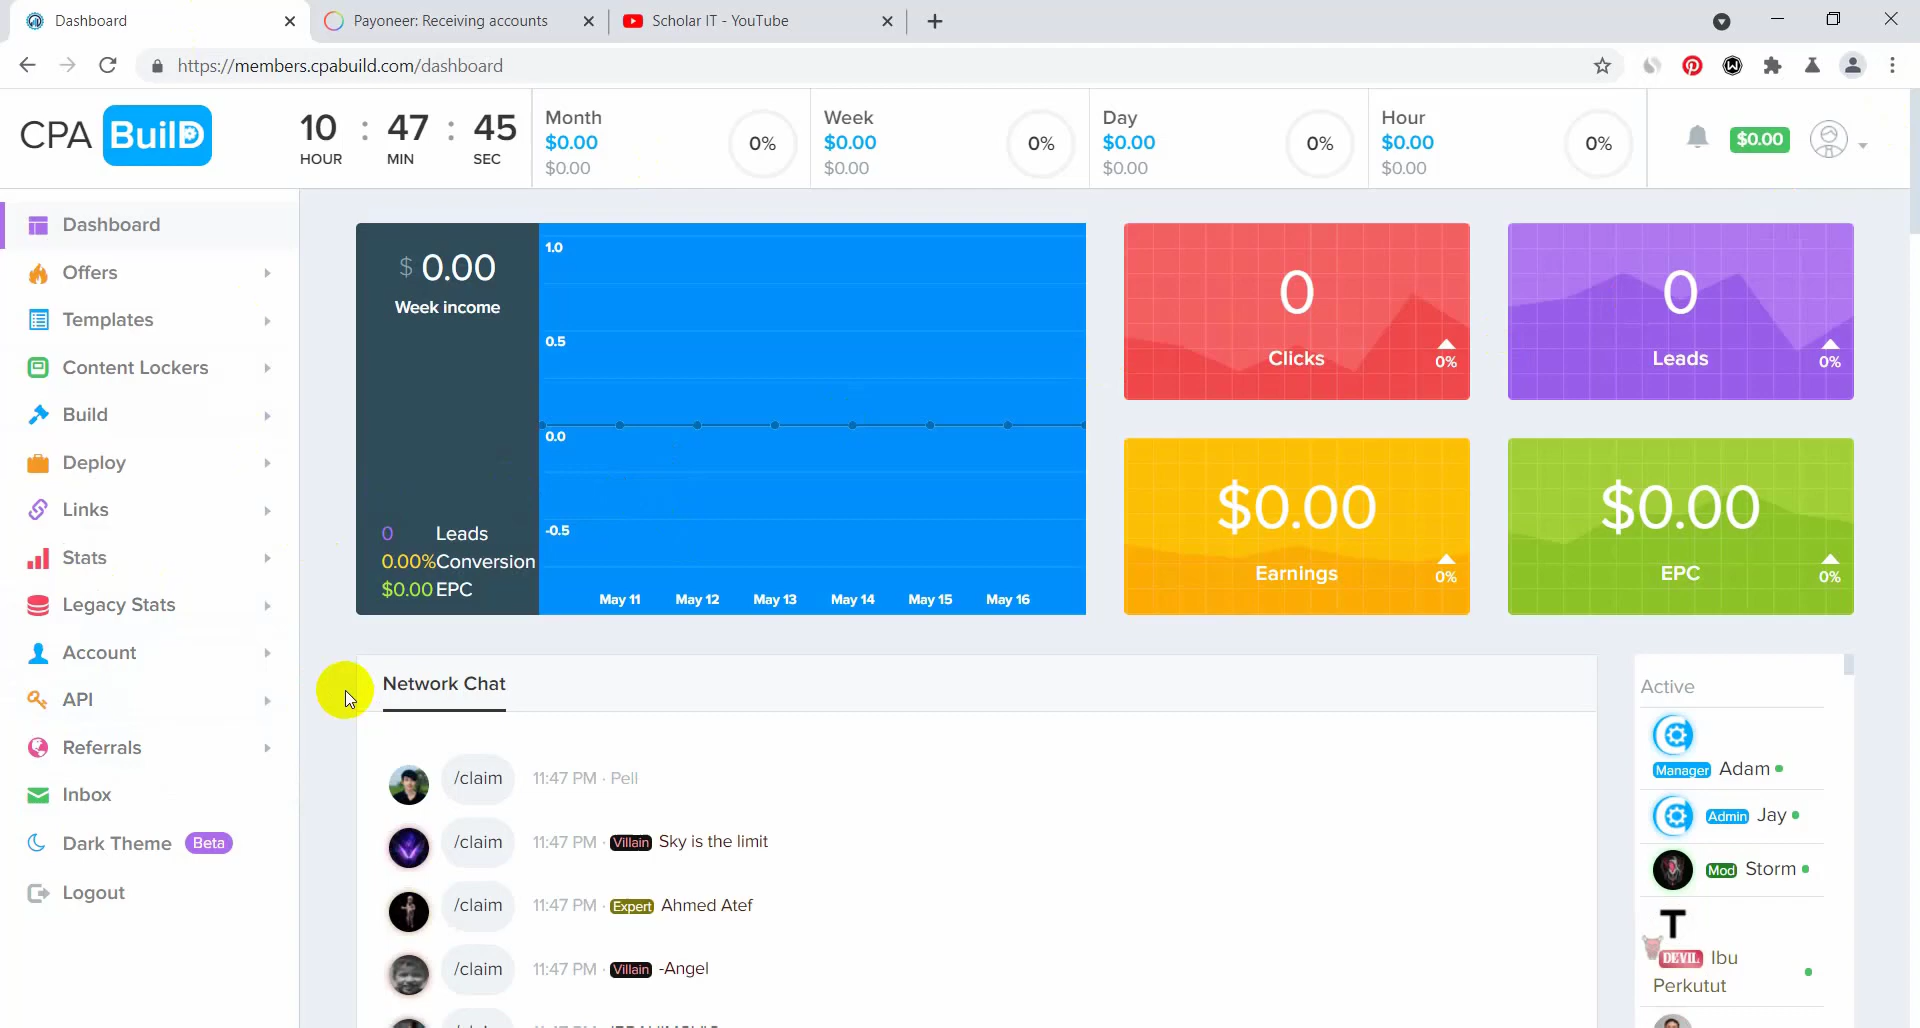 Dashboard
Payoneer: Receiving accounts
Scholar IT - YouTube
https://members.cpabuild.com/dashboard
CPA BuilD
10 : 47 : 45
HOUR MIN SEC
Month
$0.00
$0.00
0%
Week
$0.00
$0.00
0%
Day
$0.00
$0.00
0%
Hour
$0.00
$0.00
0%
$0.00
Dashboard
Offers
Templates
Content Lockers
Build
Deploy
Links
Stats
Legacy Stats
Account
API
Referrals
Inbox
Dark Theme Beta
Logout
$ 0.00
Week income
0 Leads
0.00% Conversion
$0.00 EPC
1.0
0.5
0.0
-0.5
May 11 May 12 May 13 May 14 May 15 May 16
0
Clicks
0%
0
Leads
0%
$0.00
Earnings
0%
$0.00
EPC
0%
Network Chat
/claim 11:47 PM · Pell
/claim 11:47 PM · Villain Sky is the limit
/claim 11:47 PM · Expert Ahmed Atef
/claim 11:47 PM · Villain -Angel
Active
Manager Adam
Admin Jay
Mod Storm
T
DEVIL Ibu
Perkutut